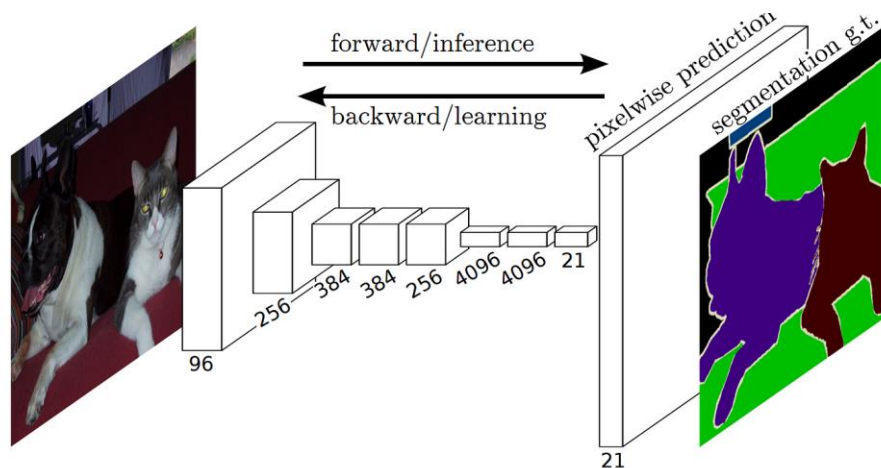 forward/inference
backward/learning
pixelwise prediction
segmentation g.t.
96
256
384
384
256
4096
4096
21
21